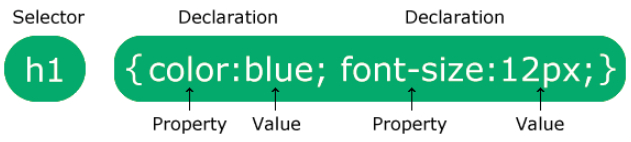 Selector Declaration Declaration
h1 {color:blue; font-size:12px;}
Property Value Property Value